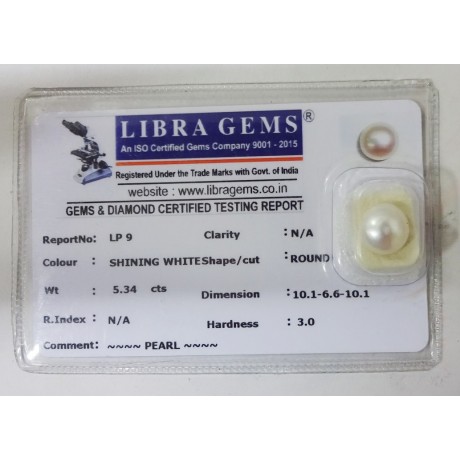 LIBRA GEMS ®
An ISO Certified Gems Company 9001 - 2015
Registered Under the Trade Marks with Govt. of India
website : www.libragems.co.in
GEMS & DIAMOND CERTIFIED TESTING REPORT
ReportNo: LP 9 Clarity : N/A
Colour : SHINING WHITE Shape/cut : ROUND
Wt : 5.34 cts Dimension : 10.1-6.6-10.1
R.Index : N/A Hardness : 3.0
Comment: ~~~~ PEARL ~~~~